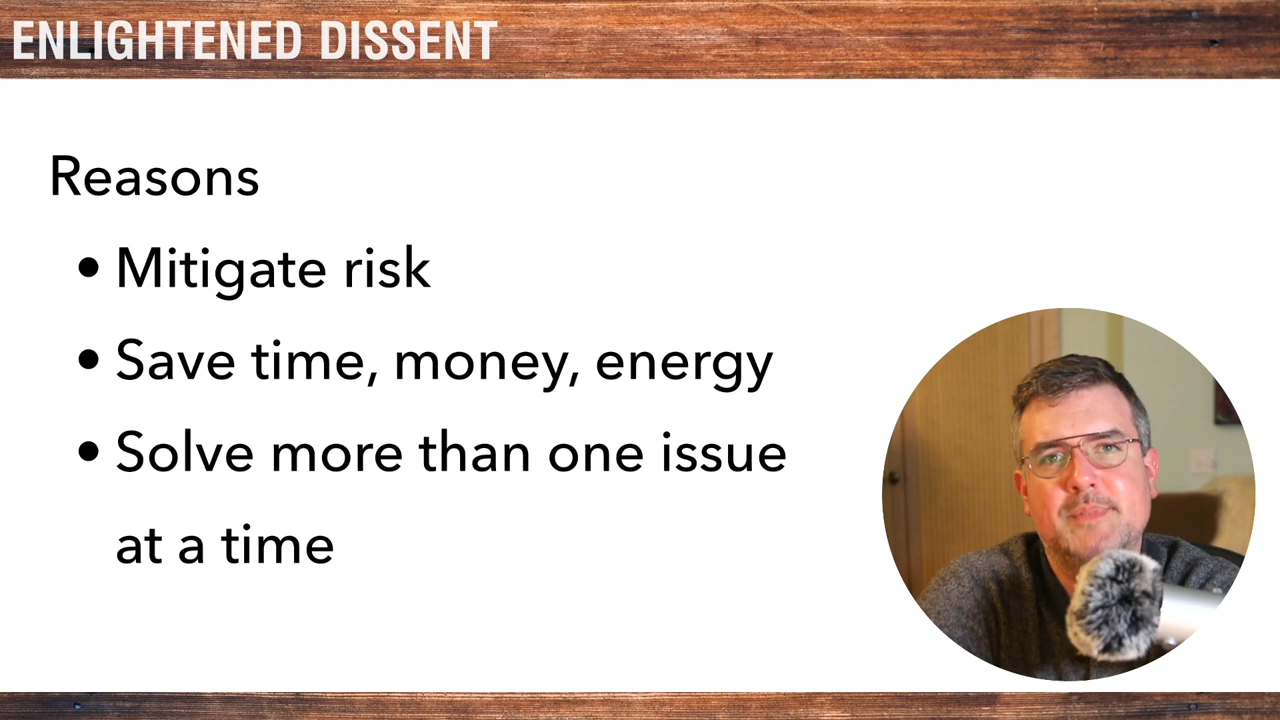 ENLIGHTENED DISSENT
Reasons
• Mitigate risk
• Save time, money, energy
• Solve more than one issue
at a time